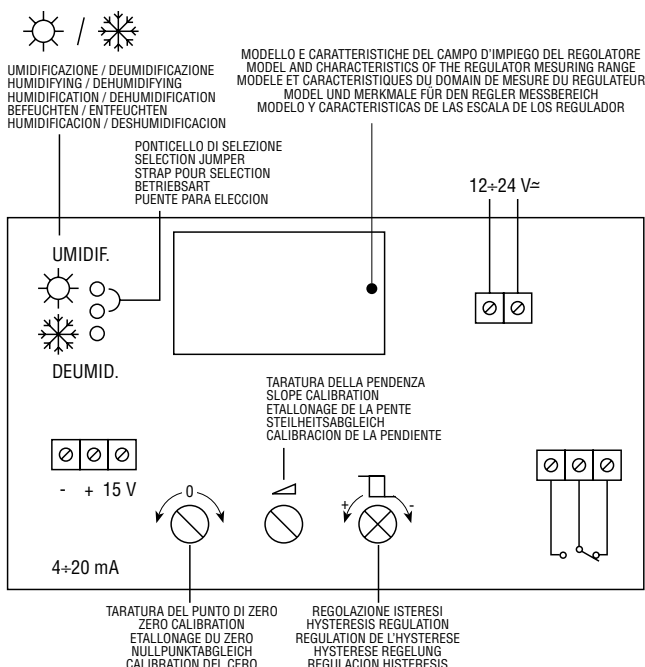 /
UMIDIFICAZIONE / DEUMIDIFICAZIONE
HUMIDIFYING / DEHUMIDIFYING
HUMIDIFICATION / DEHUMIDIFICATION
BEFEUCHTEN / ENTFEUCHTEN
HUMIDIFICACION / DESHUMIDIFICACION
MODELLO E CARATTERISTICHE DEL CAMPO D'IMPIEGO DEL REGOLATORE
MODEL AND CHARACTERISTICS OF THE REGULATOR MESURING RANGE
MODELE ET CARACTERISTIQUES DU DOMAIN DE MESURE DU REGULATEUR
MODEL UND MERKMALE FÜR DEN REGLER MESSBEREICH
MODELO Y CARACTERISTICAS DE LAS ESCALA DE LOS REGULADOR
PONTICELLO DI SELEZIONE
SELECTION JUMPER
STRAP POUR SELECTION
BETRIEBSART
PUENTE PARA ELECCION
12÷24 V≃
UMIDIF.
DEUMID.
TARATURA DELLA PENDENZA
SLOPE CALIBRATION
ETALLONAGE DE LA PENTE
STEILHEITSABGLEICH
CALIBRACION DE LA PENDIENTE
- + 15 V
0
+ -
4÷20 mA
TARATURA DEL PUNTO DI ZERO
ZERO CALIBRATION
ETALLONAGE DU ZERO
NULLPUNKTABGLEICH
CALIBRATION DEL CERO
REGOLAZIONE ISTERESI
HYSTERESIS REGULATION
REGULATION DE L'HYSTERESE
HYSTERESE REGELUNG
REGULACION HISTERESIS